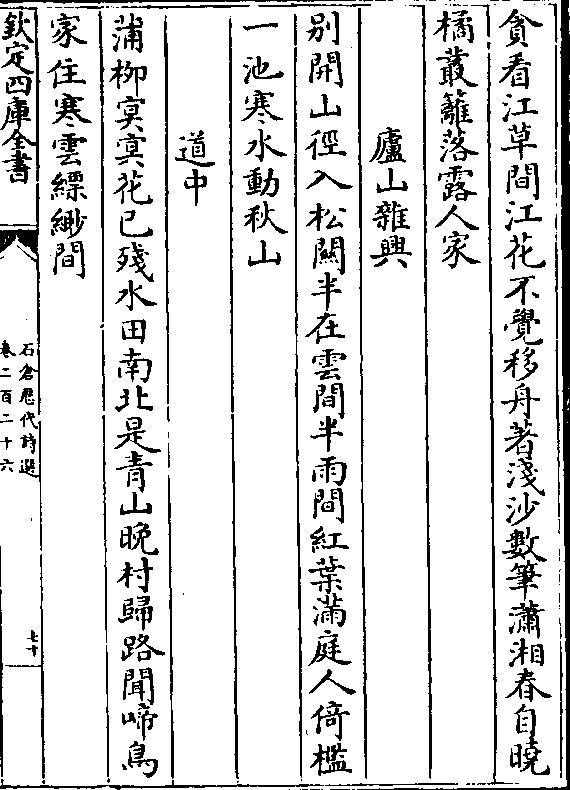 貪看江草間江花不覺移舟著淺沙數筆瀟湘春自曉
橘叢籬落露人家
廬山雜興
別開山徑入松關半在雲間半雨間紅葉滿庭人倚檻
一池寒水動秋山
道中
蒲柳冥冥花已殘水田南北是青山晚村歸路聞啼鳥
家住寒雲縹緲間
欽定四庫全書
石倉歷代詩選
卷二百二十六
七十